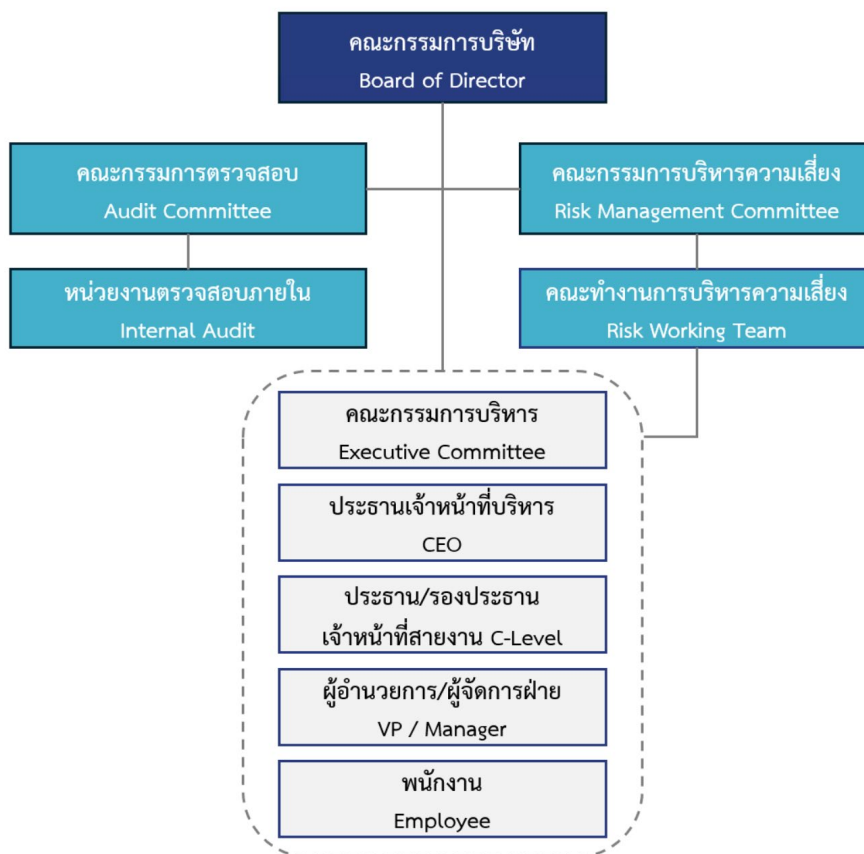 คณะกรรมการบริษัท
Board of Director
คณะกรรมการตรวจสอบ
Audit Committee
คณะกรรมการบริหารความเสี่ยง
Risk Management Committee
หน่วยงานตรวจสอบภายใน
Internal Audit
คณะทำงานการบริหารความเสี่ยง
Risk Working Team
คณะกรรมการบริหาร
Executive Committee
ประธานเจ้าหน้าที่บริหาร
CEO
ประธาน/รองประธาน
เจ้าหน้าที่สายงาน C-Level
ผู้อำนวยการ/ผู้จัดการฝ่าย
VP / Manager
พนักงาน
Employee